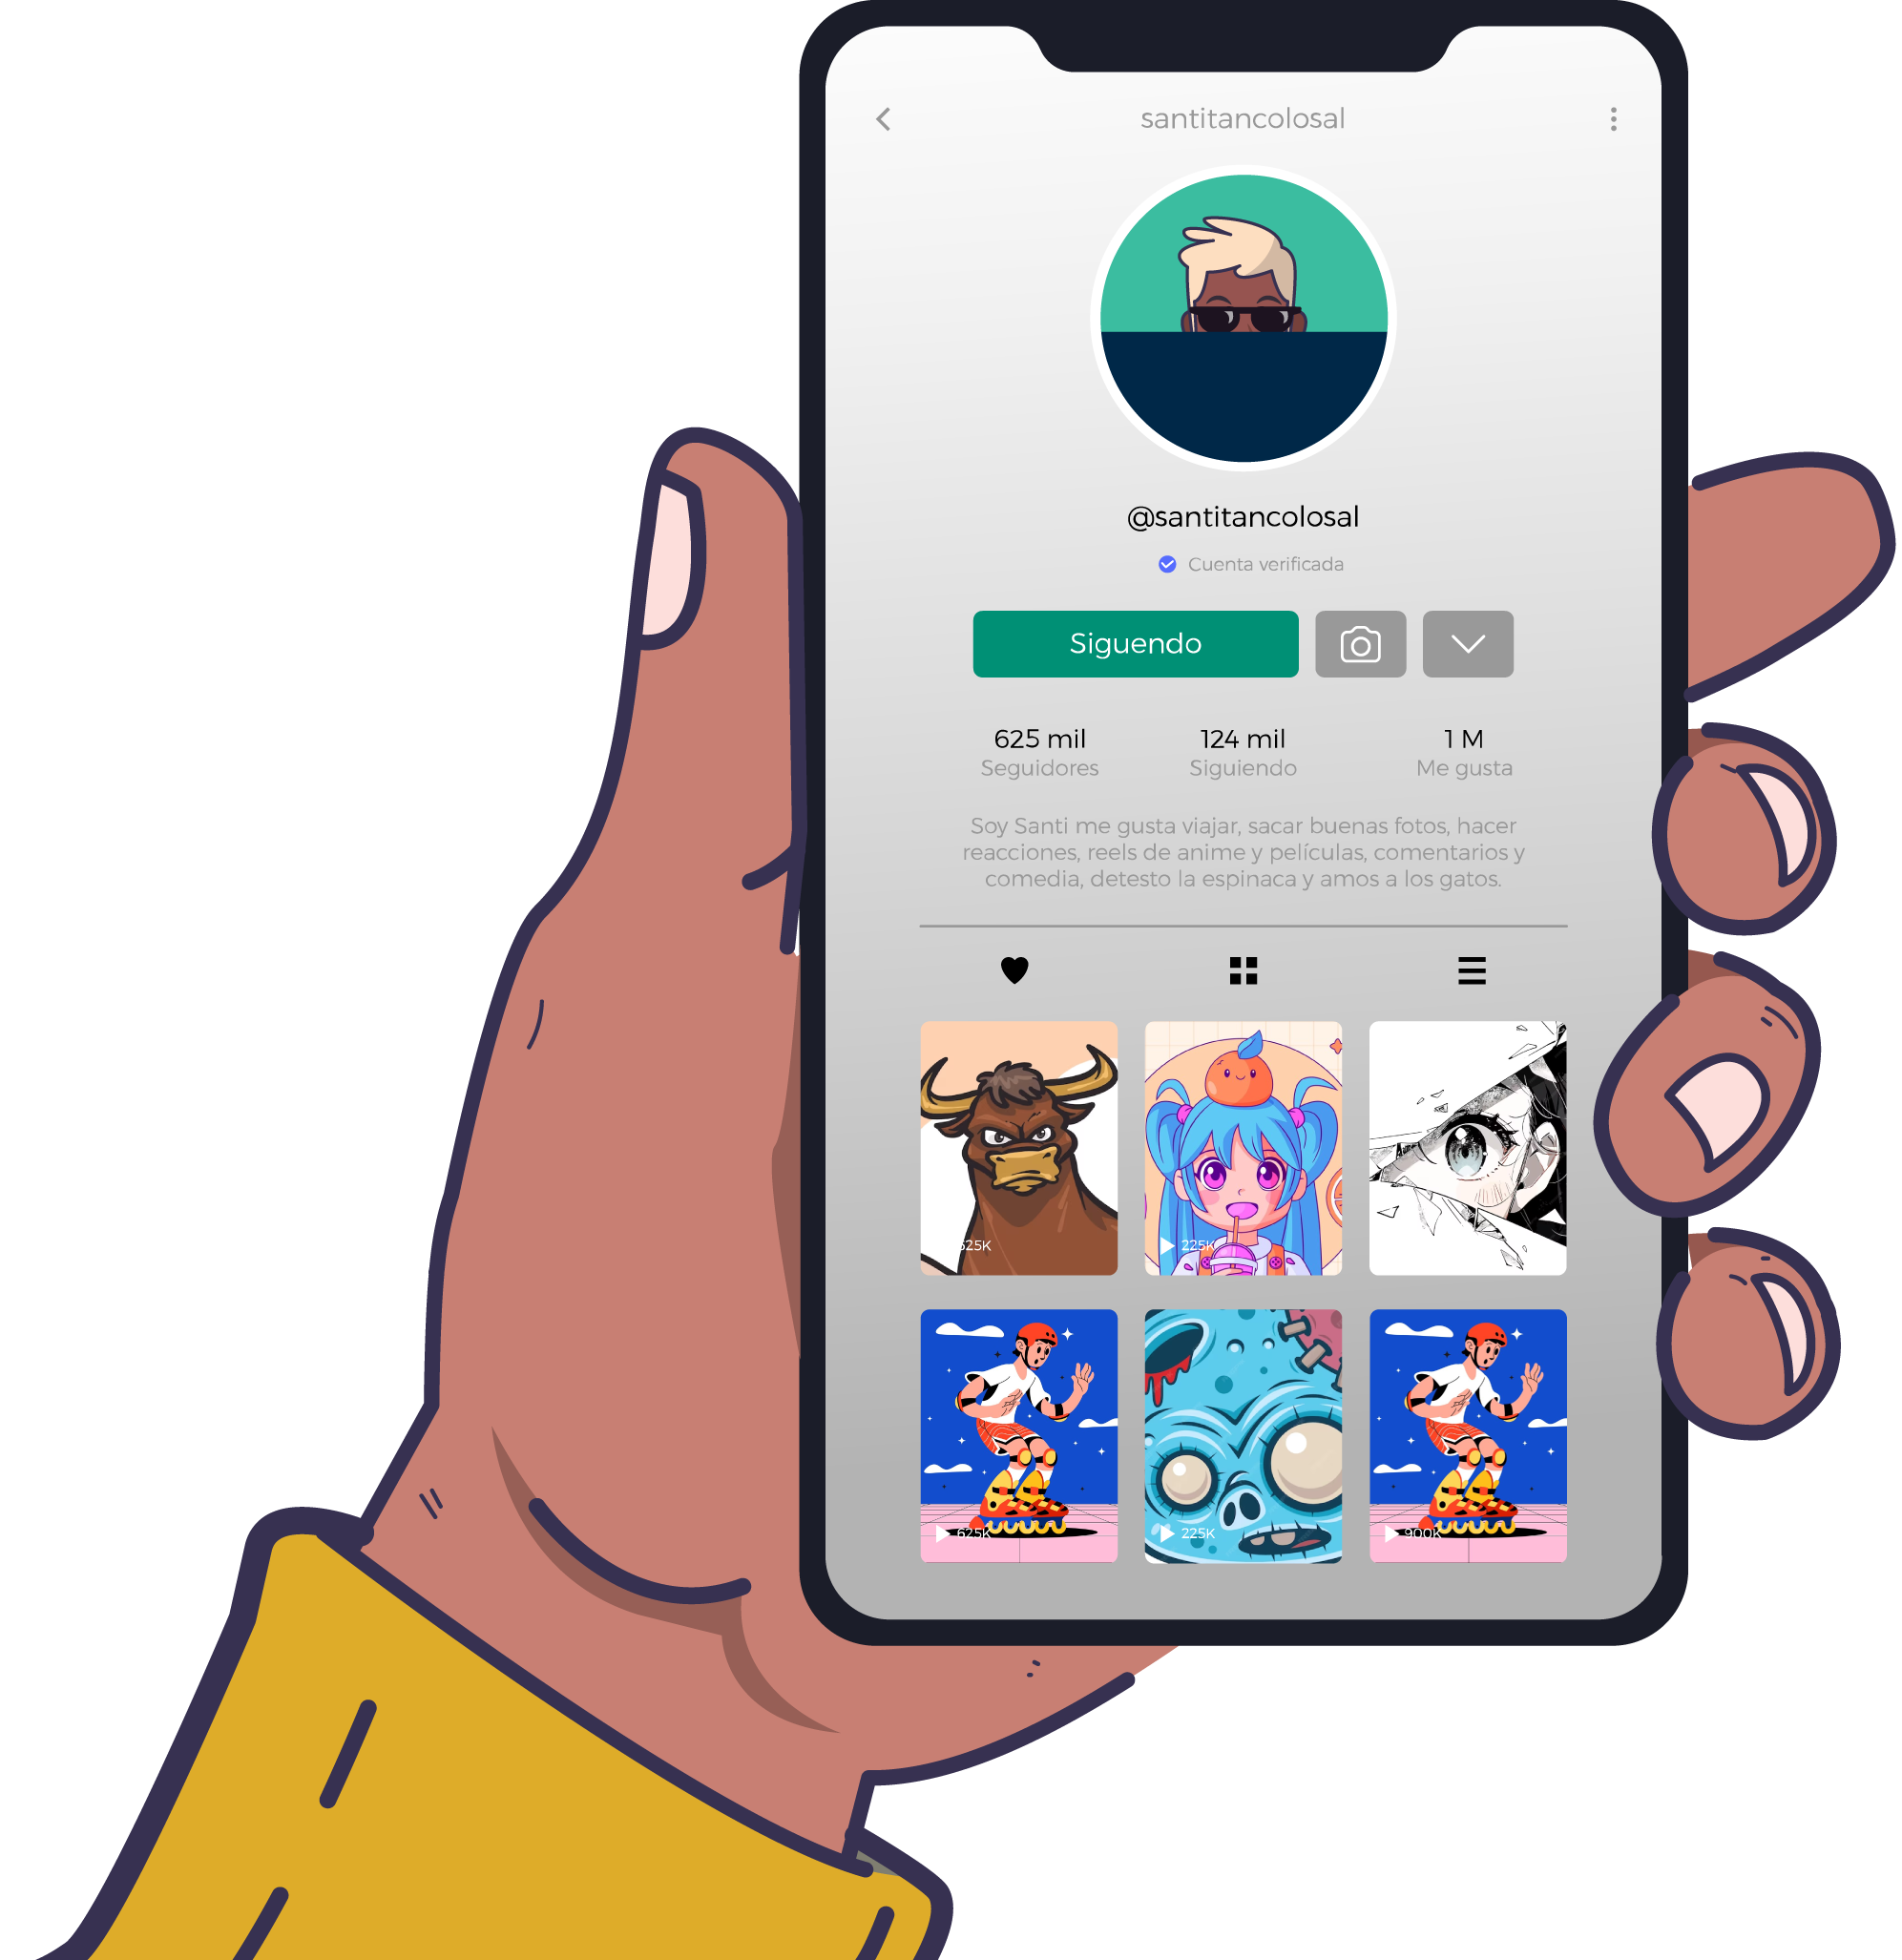 santitancolosal
@santitancolosal
Cuenta verificada
Siguendo
625 mil 124 mil 1 M
Seguidores Siguiendo Me gusta
Soy Santi me gusta viajar, sacar buenas fotos, hacer
reacciones, reels de anime y películas, comentarios y
comedia, detesto la espinaca y amos a los gatos.
625K 225K
625K 225K 900K